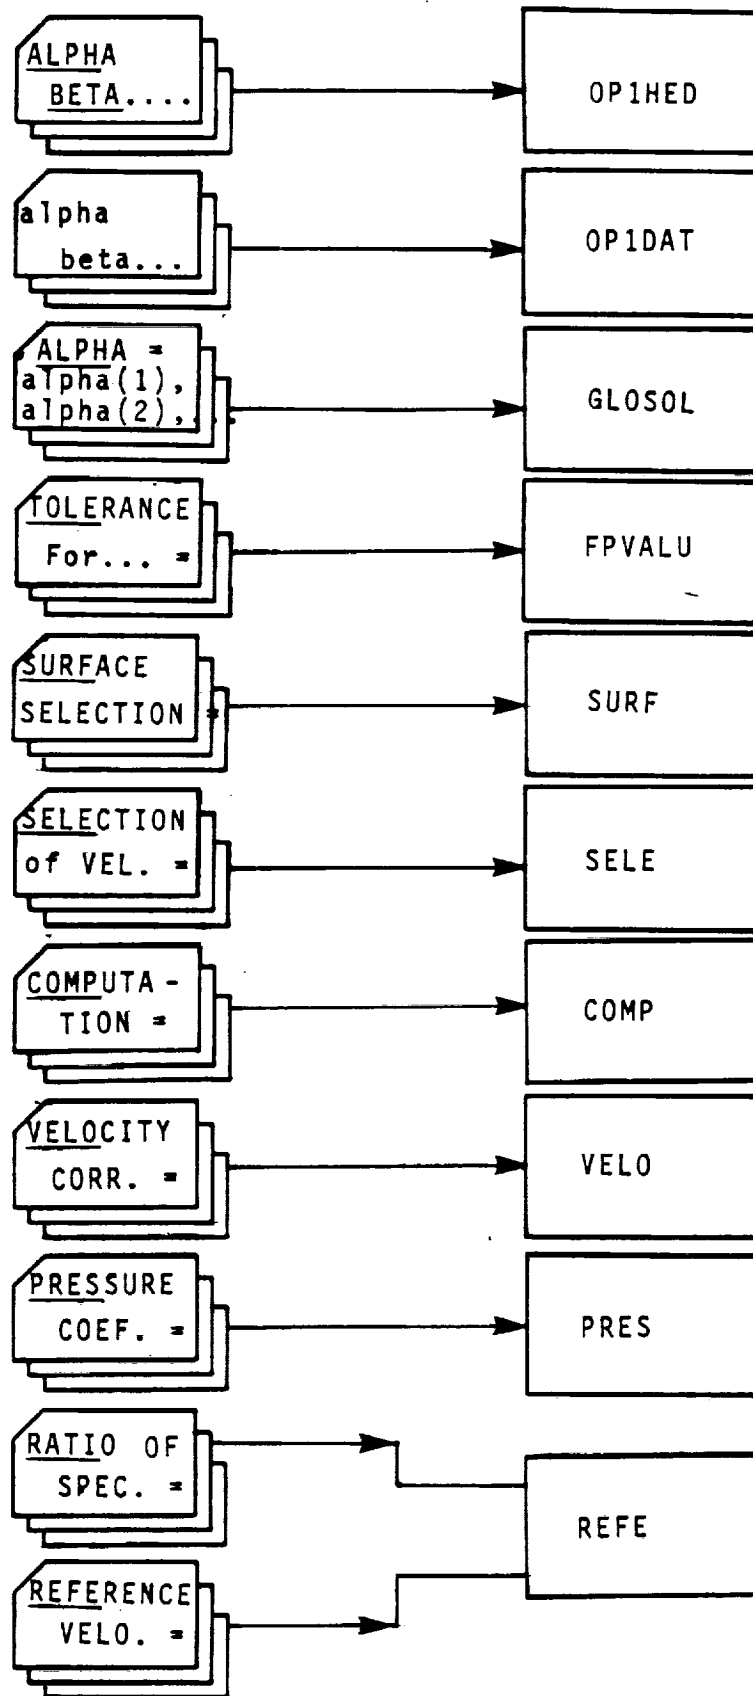 ALPHA
BETA....
OP1HED
alpha
beta...
OP1DAT
ALPHA =
alpha(1),
alpha(2),...
GLOSOL
TOLERANCE
For... =
FPVALU
SURFACE
SELECTION =
SURF
SELECTION
of VEL. =
SELE
COMPUTA-
TION =
COMP
VELOCITY
CORR. =
VELO
PRESSURE
COEF. =
PRES
RATIO OF
SPEC. =
REFE
REFERENCE
VELO. =